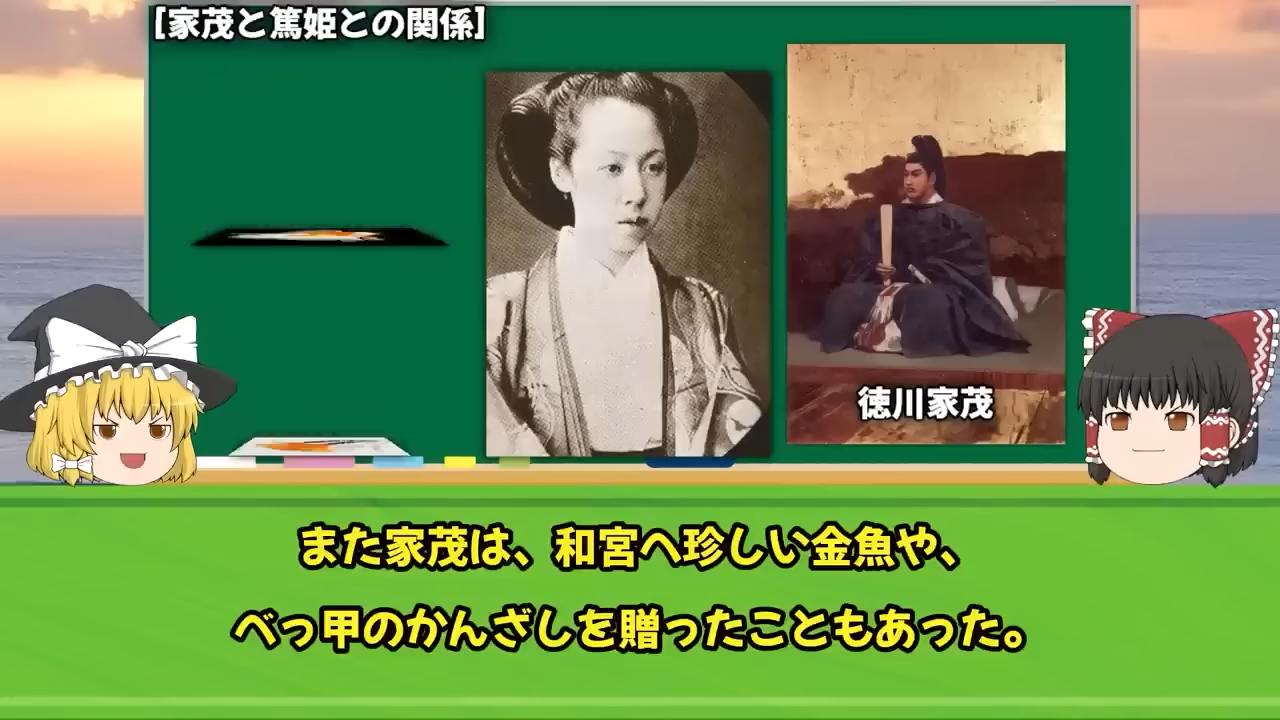 [家茂と篤姫との関係]
徳川家茂
また家茂は、和宮へ珍しい金魚や、
べっ甲のかんざしを贈ったこともあった。